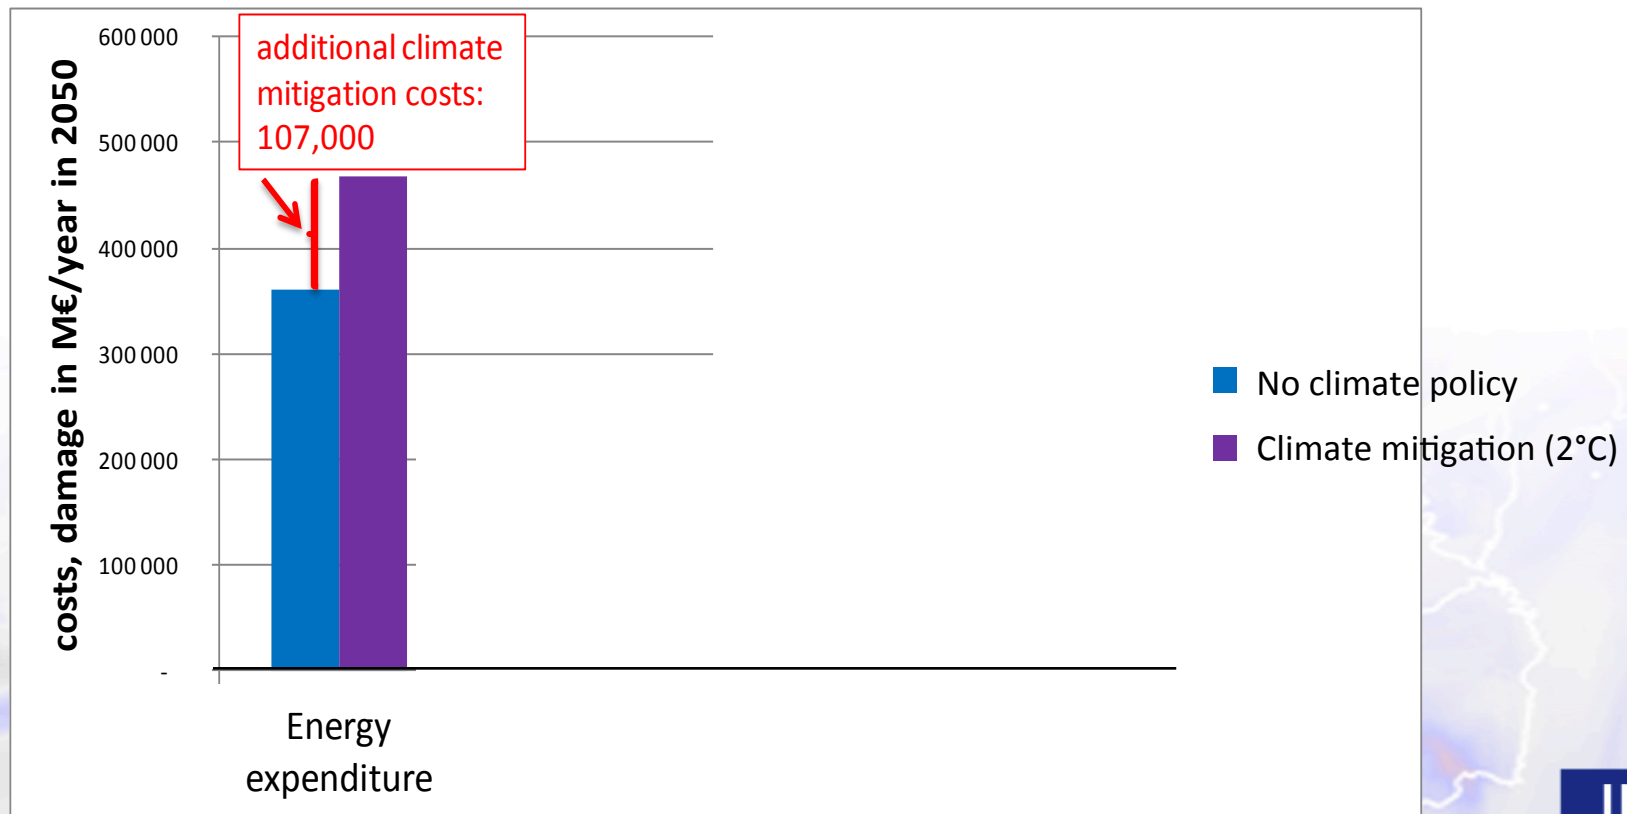 additional climate
mitigation costs:
107,000
costs, damage in M€/year in 2050
600 000
500 000
400 000
300 000
200 000
100 000
-
Energy
expenditure
No climate policy
Climate mitigation (2°C)